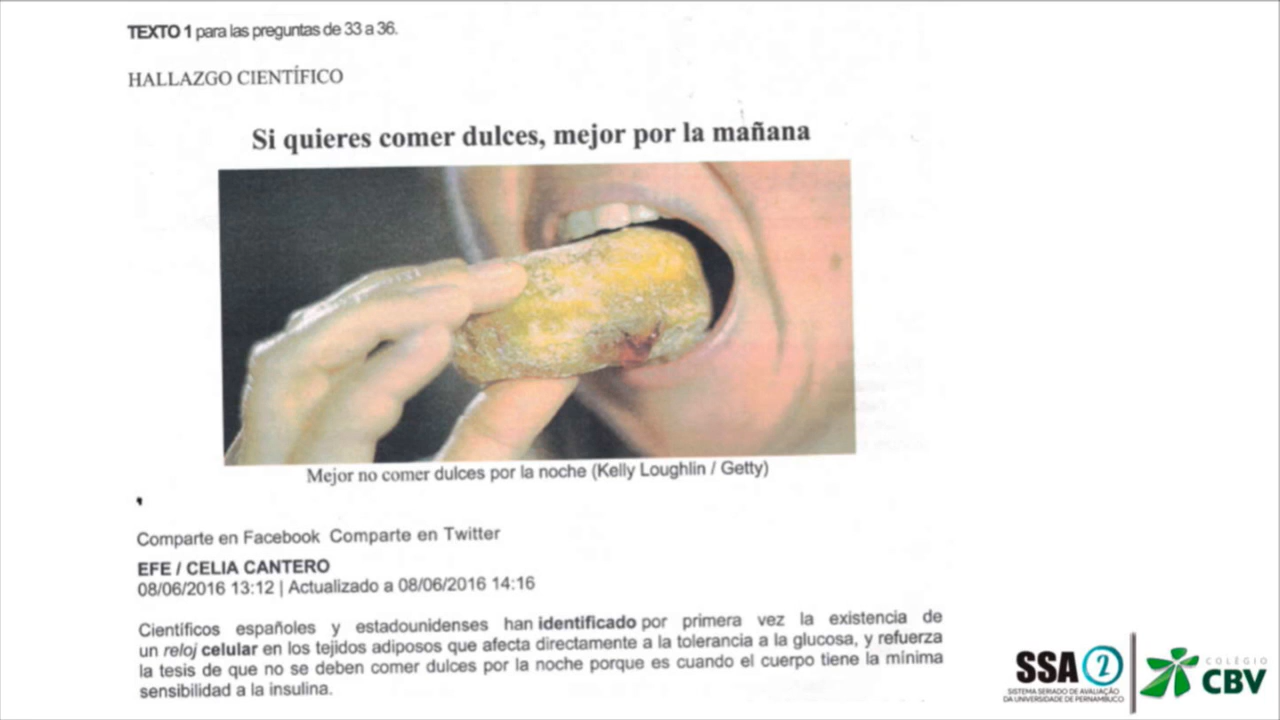 TEXTO 1 para las preguntas de 33 a 36.
HALLAZGO CIENTÍFICO
Si quieres comer dulces, mejor por la mañana
Mejor no comer dulces por la noche (Kelly Loughlin / Getty)
Comparte en Facebook Comparte en Twitter
EFE / CELIA CANTERO
08/06/2016 13:12 | Actualizado a 08/06/2016 14:16
Científicos españoles y estadounidenses han identificado por primera vez la existencia de
un reloj celular en los tejidos adiposos que afecta directamente a la tolerancia a la glucosa, y refuerza
la tesis de que no se deben comer dulces por la noche porque es cuando el cuerpo tiene la mínima
sensibilidad a la insulina.
SSA 2
SISTEMA SERIADO DE AVALIAÇÃO
DA UNIVERSIDADE DE PERNAMBUCO
COLÉGIO
CBV